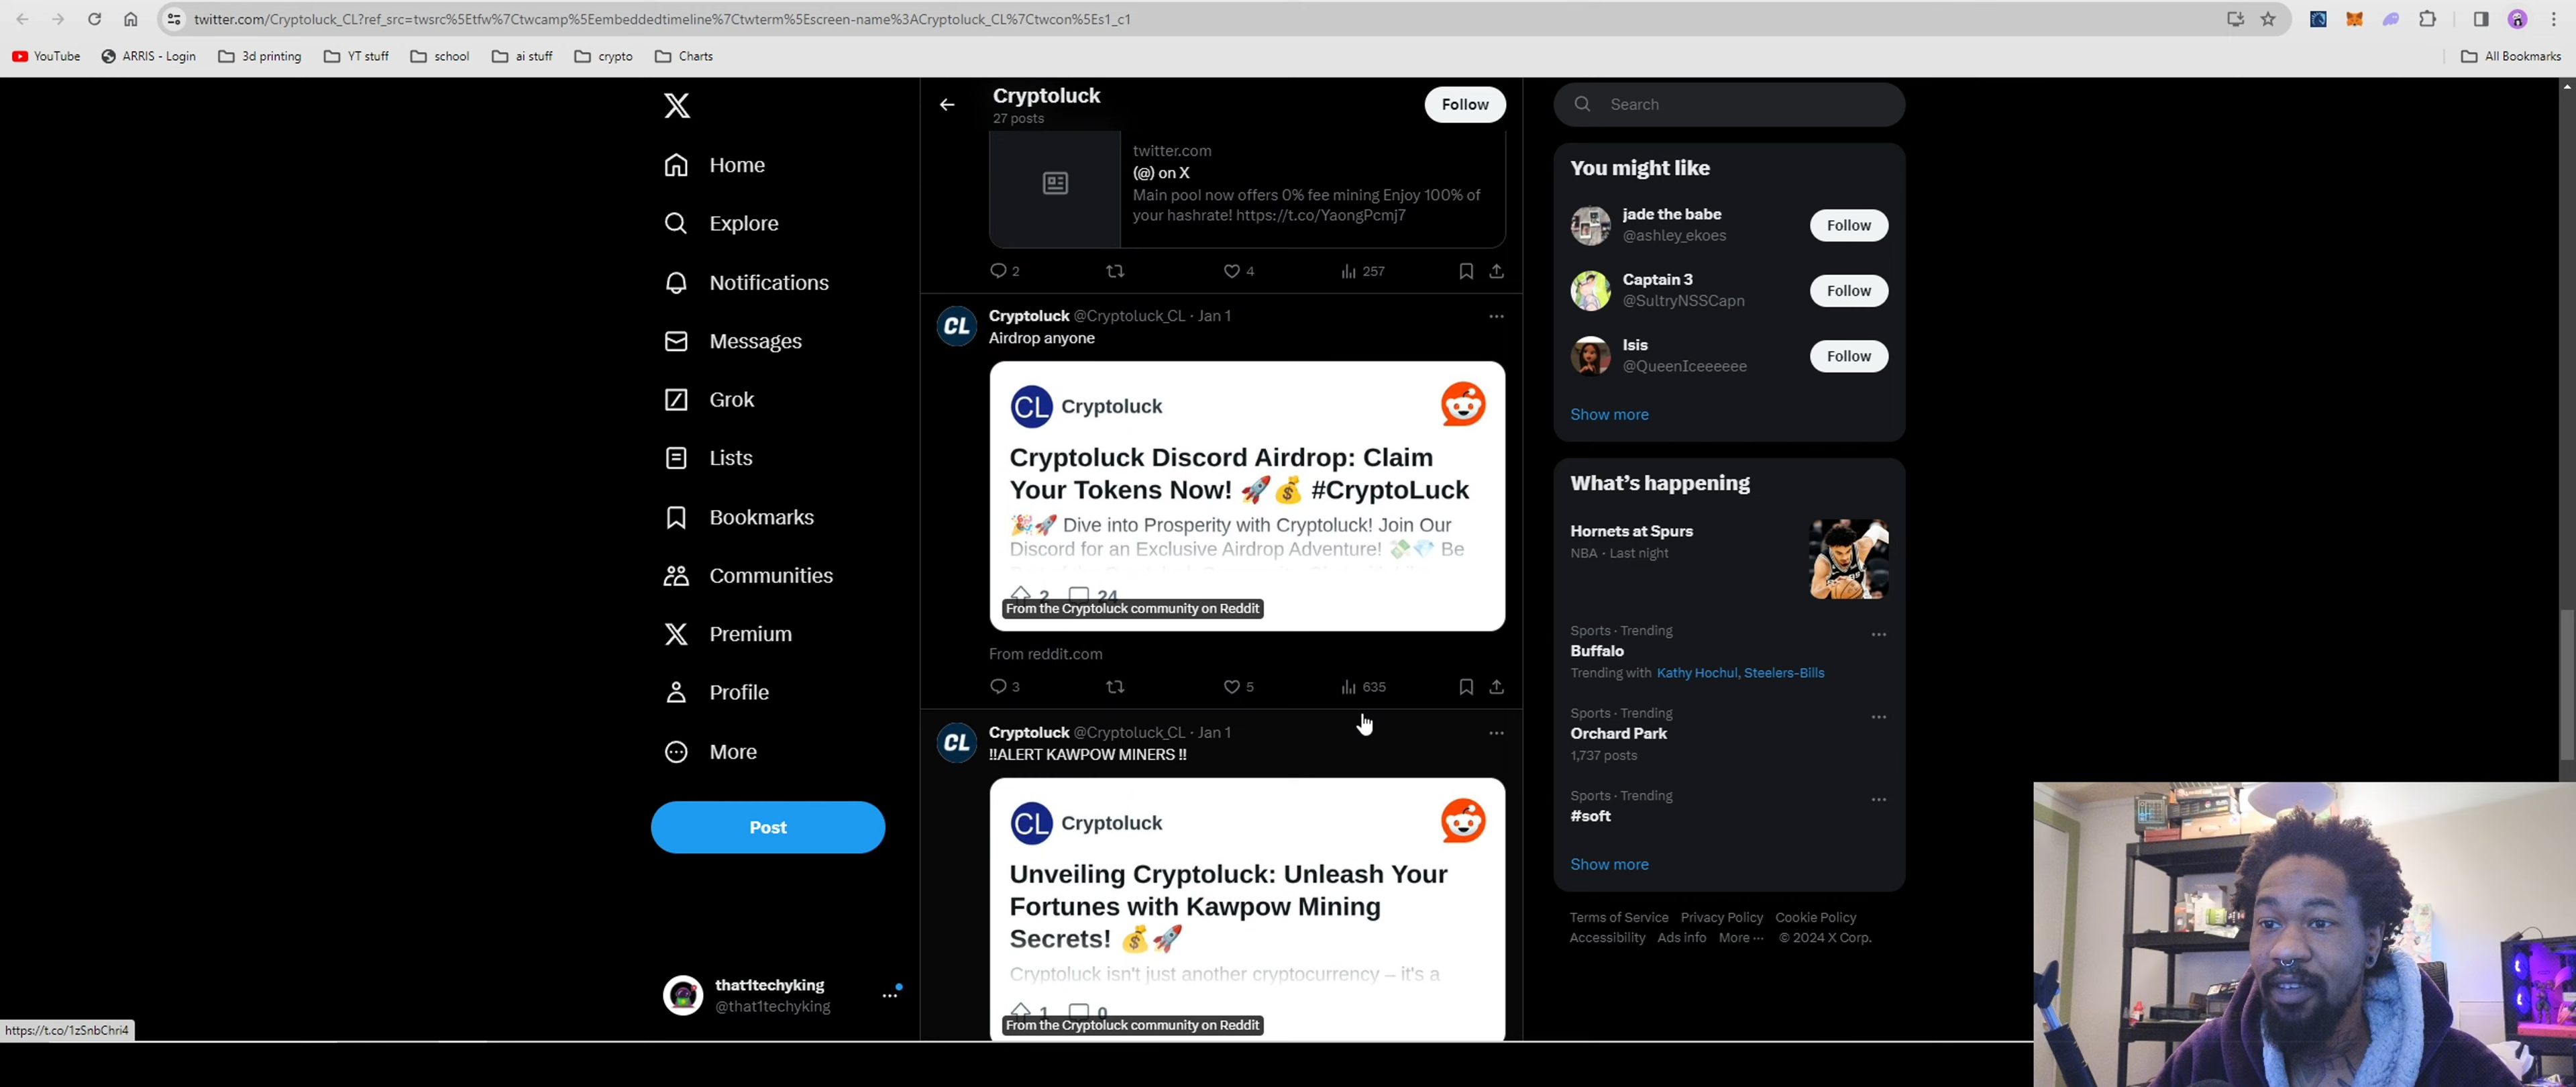 twitter.com/Cryptoluck_CL?ref_src=twsrc%5Etfw%7Ctwcamp%5Eembeddedtimeline%7Ctwterm%5Escreen-name%3ACryptoluck_CL%7Ctwcon%5Es1_c1
YouTube
ARRIS - Login
3d printing
YT stuff
school
ai stuff
crypto
Charts
All Bookmarks
Home
Explore
Notifications
Messages
Grok
Lists
Bookmarks
Communities
Premium
Profile
More
Post
that1techyking
@that1techyking
https://t.co/1zSnbChri4
Cryptoluck
27 posts
Follow
twitter.com
(@) on X
Main pool now offers 0% fee mining Enjoy 100% of
your hashrate! https://t.co/YaongPcmj7
2
4
257
CL
Cryptoluck @Cryptoluck_CL · Jan 1
Airdrop anyone
CL Cryptoluck
Cryptoluck Discord Airdrop: Claim
Your Tokens Now! 🚀💰 #CryptoLuck
🎉🚀 Dive into Prosperity with Cryptoluck! Join Our
Discord for an Exclusive Airdrop Adventure! 💸💎 Be
2 24
From the Cryptoluck community on Reddit
From reddit.com
3
5
635
CL
Cryptoluck @Cryptoluck_CL · Jan 1
!!ALERT KAWPOW MINERS !!
CL Cryptoluck
Unveiling Cryptoluck: Unleash Your
Fortunes with Kawpow Mining
Secrets! 💰🚀
Cryptoluck isn't just another cryptocurrency – it's a
1 0
From the Cryptoluck community on Reddit
Search
You might like
jade the babe
@ashley_ekoes
Follow
Captain 3
@SultryNSSCapn
Follow
Isis
@QueenIceeeeee
Follow
Show more
What's happening
Hornets at Spurs
NBA · Last night
Sports · Trending
Buffalo
Trending with Kathy Hochul, Steelers-Bills
Sports · Trending
Orchard Park
1,737 posts
Sports · Trending
#soft
Show more
Terms of Service Privacy Policy Cookie Policy
Accessibility Ads info More ··· © 2024 X Corp.